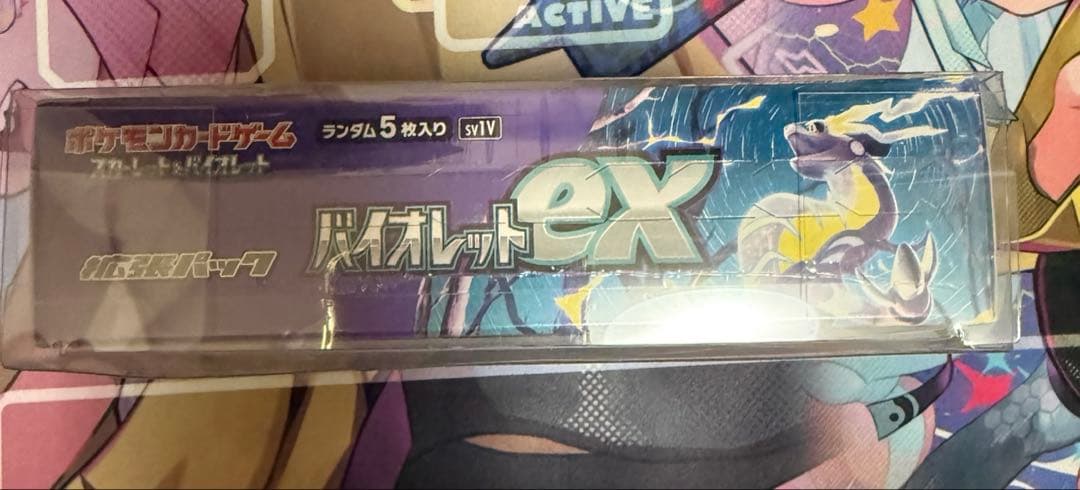 ACTIVE
ポケモンカードゲーム ランダム5枚入り sv1V
スカーレット&バイオレット
バイオレットex
拡張パック